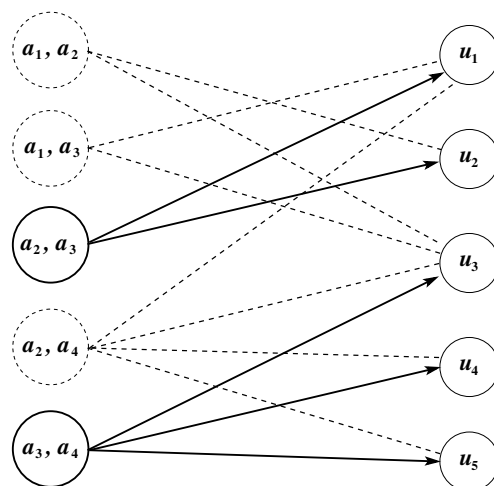 a₁, a₂
u₁
a₁, a₃
u₂
a₂, a₃
u₃
a₂, a₄
u₄
a₃, a₄
u₅